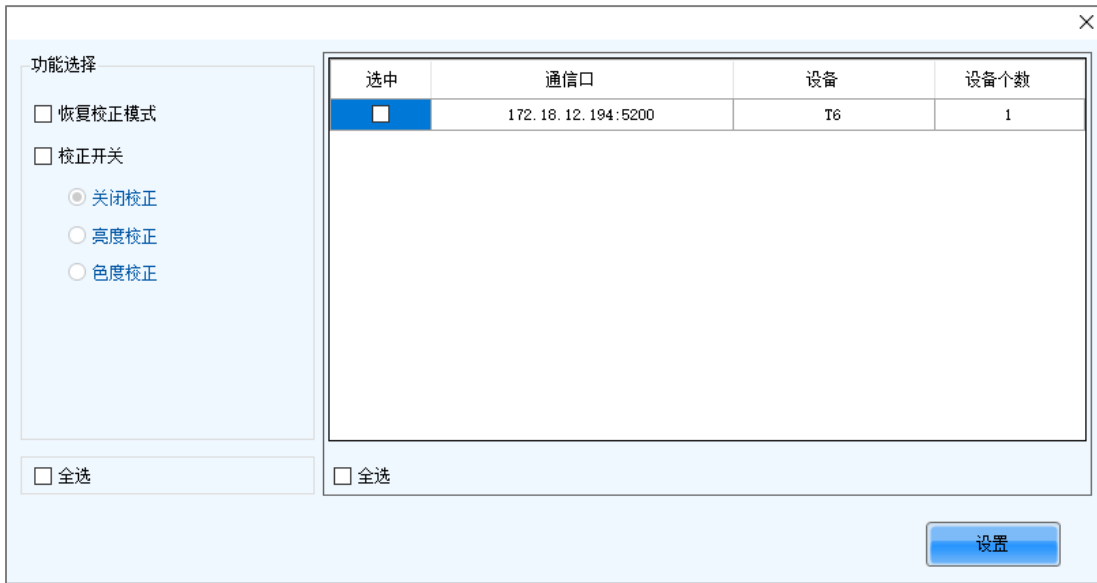 功能选择
恢复校正模式
校正开关
关闭校正
亮度校正
色度校正
全选
选中 通信口 设备 设备个数
172.18.12.194:5200 T6 1
全选
设置